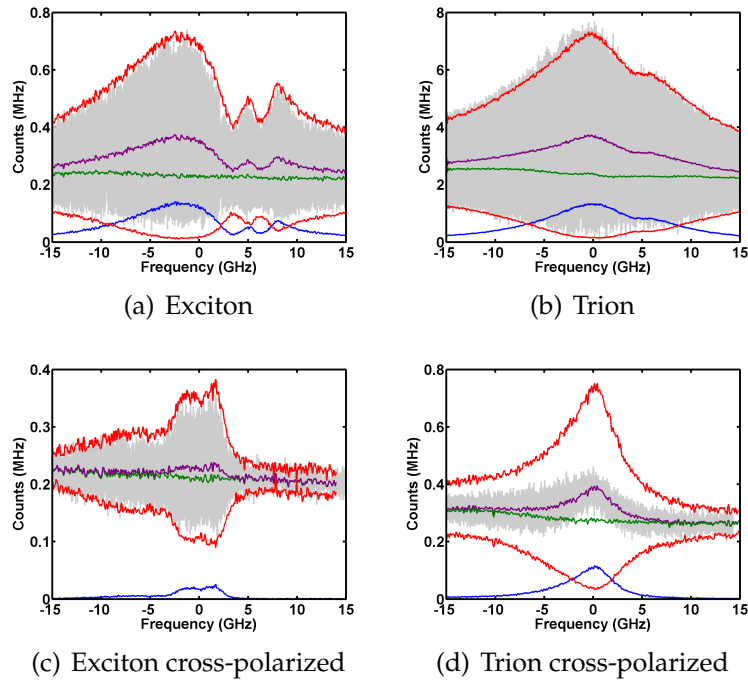 0.8
0.6
0.4
0.2
0
Counts (MHz)
-15 -10 -5 0 5 10 15
Frequency (GHz)
(a) Exciton
8
6
4
2
0
Counts (MHz)
-15 -10 -5 0 5 10 15
Frequency (GHz)
(b) Trion
0.4
0.3
0.2
0.1
0
Counts (MHz)
-15 -10 -5 0 5 10 15
Frequency (GHz)
(c) Exciton cross-polarized
0.8
0.6
0.4
0.2
0
Counts (MHz)
-15 -10 -5 0 5 10 15
Frequency (GHz)
(d) Trion cross-polarized